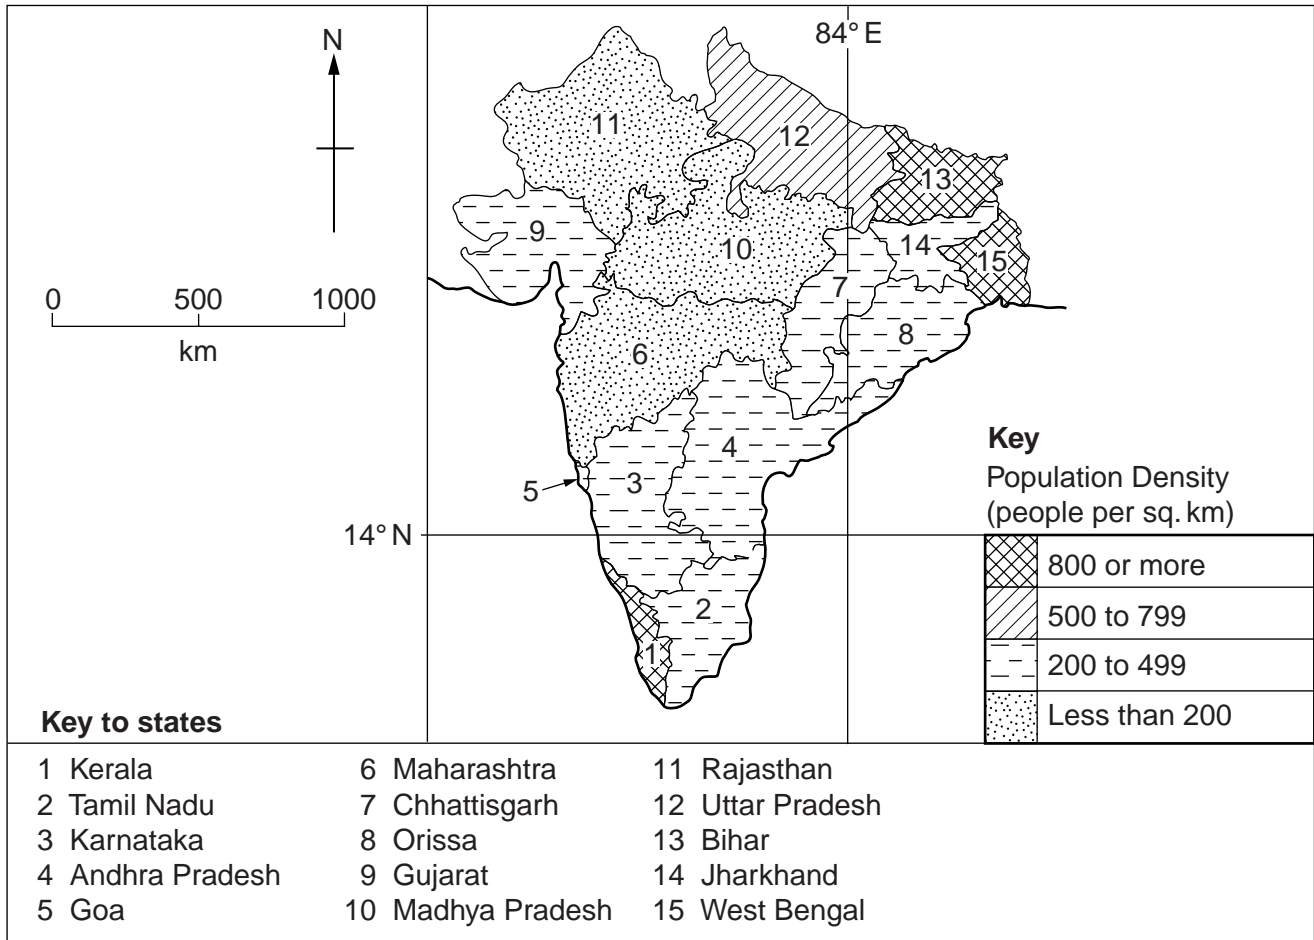 N
84° E
11
12
13
9
10
14
15
7
0 500 1000
km
6
8
4
5
3
14° N
2
1
Key
Population Density
(people per sq. km)
800 or more
500 to 799
200 to 499
Less than 200
Key to states
1 Kerala
2 Tamil Nadu
3 Karnataka
4 Andhra Pradesh
5 Goa
6 Maharashtra
7 Chhattisgarh
8 Orissa
9 Gujarat
10 Madhya Pradesh
11 Rajasthan
12 Uttar Pradesh
13 Bihar
14 Jharkhand
15 West Bengal